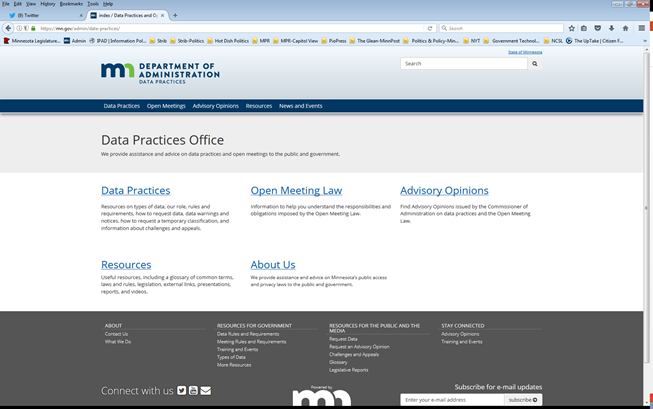 File Edit View History Bookmarks Tools Help
(8) Twitter
index / Data Practices and Op
https://mn.gov/admin/data-practices/
Search
Minnesota Legislature...
Admin
IPAD |Information Pol...
Strib
Strib-Politics
Hot Dish Politics
MPR
MPR-Capitol View
PioPress
The Glean-MinnPost
Politics & Policy-Min...
NYT
Government Technol...
NCSL
The UpTake | Citizen F...
State of Minnesota
DEPARTMENT OF
ADMINISTRATION
DATA PRACTICES
Search
Data Practices Open Meetings Advisory Opinions Resources News and Events
Data Practices Office
We provide assistance and advice on data practices and open meetings to the public and government.
Data Practices
Resources on types of data, our role, rules and
requirements, how to request data, data warnings and
notices, how to request a temporary classification, and
information about challenges and appeals.
Open Meeting Law
Information to help you understand the responsibilities and
obligations imposed by the Open Meeting Law.
Advisory Opinions
Find Advisory Opinions issued by the Commissioner of
Administration on data practices and the Open Meeting
Law.
Resources
Useful resources, including a glossary of common terms,
laws and rules, legislation, external links, presentations,
reports, and videos.
About Us
We provide assistance and advice on Minnesota's public access
and privacy laws to the public and government.
ABOUT
Contact Us
What We Do
RESOURCES FOR GOVERNMENT
Data Rules and Requirements
Meeting Rules and Requirements
Training and Events
Types of Data
More Resources
RESOURCES FOR THE PUBLIC AND THE
MEDIA
Request Data
Request an Advisory Opinion
Challenges and Appeals
Glossary
Legislative Reports
STAY CONNECTED
Advisory Opinions
Training and Events
Connect with us
Powered by
Subscribe for e-mail updates
Enter your e-mail address
subscribe